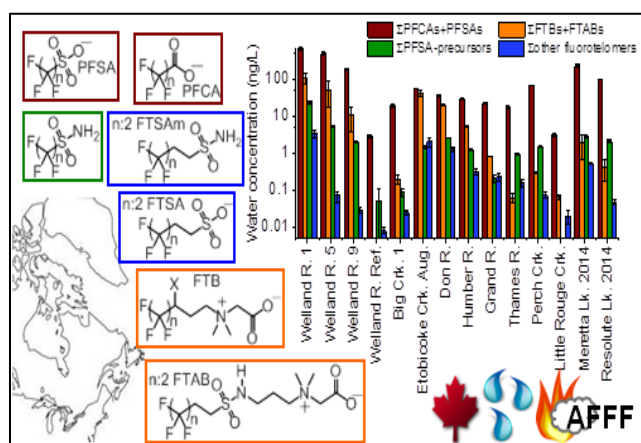 ΣPFCAs+PFSAs
ΣFTBs+FTABs
ΣPFSA-precursors
Σother fluorotelomers
Water concentration (ng/L)
100
10
1
0.1
0.01
Welland R. 1
Welland R. 5
Welland R. 9
Welland R. Ref.
Big Crk. 1
Etobicoke Crk. Aug.
Don R.
Humber R.
Grand R.
Thames R.
Perch Crk.
Little Rouge Crk.
Meretta Lk. 2014
Resolute Lk. 2014
F F F n S O O O− PFSA
F F F n O O− PFCA
F F F n S O O NH2
n:2 FTSAm
F F F n S O O NH2
n:2 FTSA
F F F n S O O O−
FTB
F F F n X N+ O O−
n:2 FTAB
F F F n S O O N H N+ O O−
AFFF